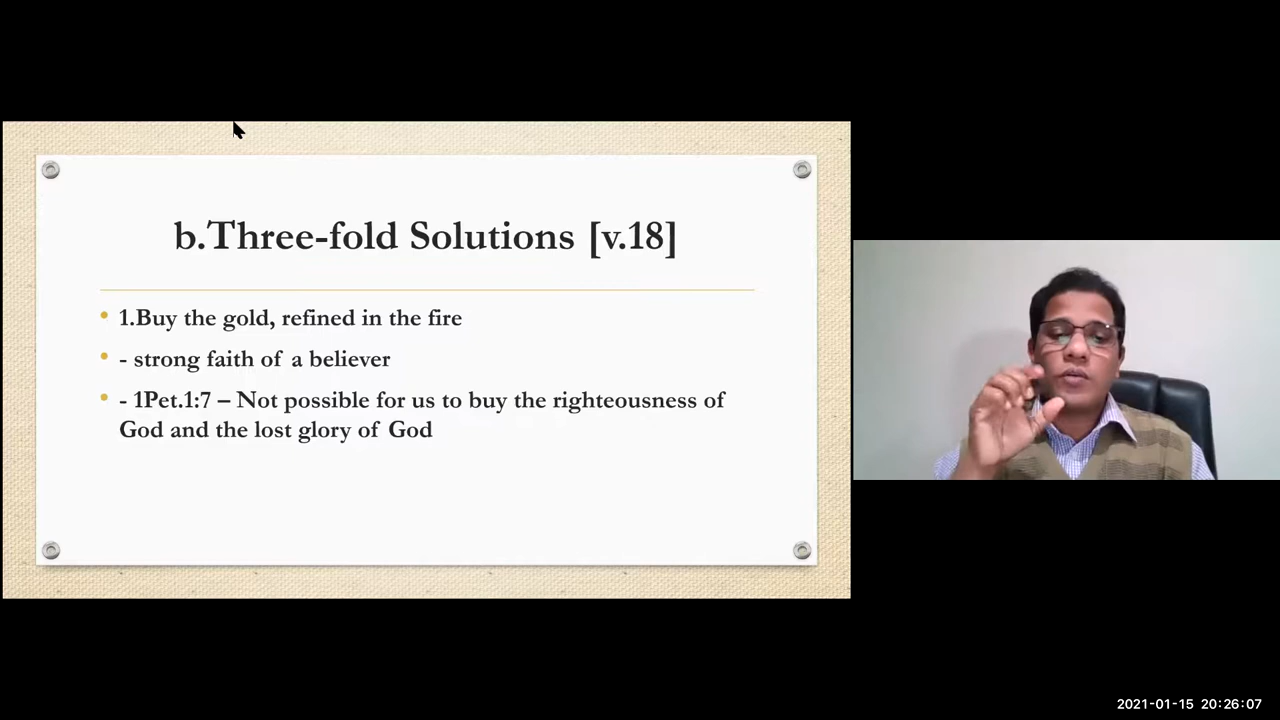 b.Three-fold Solutions [v.18]
1.Buy the gold, refined in the fire
- strong faith of a believer
- 1Pet.1:7 – Not possible for us to buy the righteousness of
God and the lost glory of God
2021-01-15 20:26:07